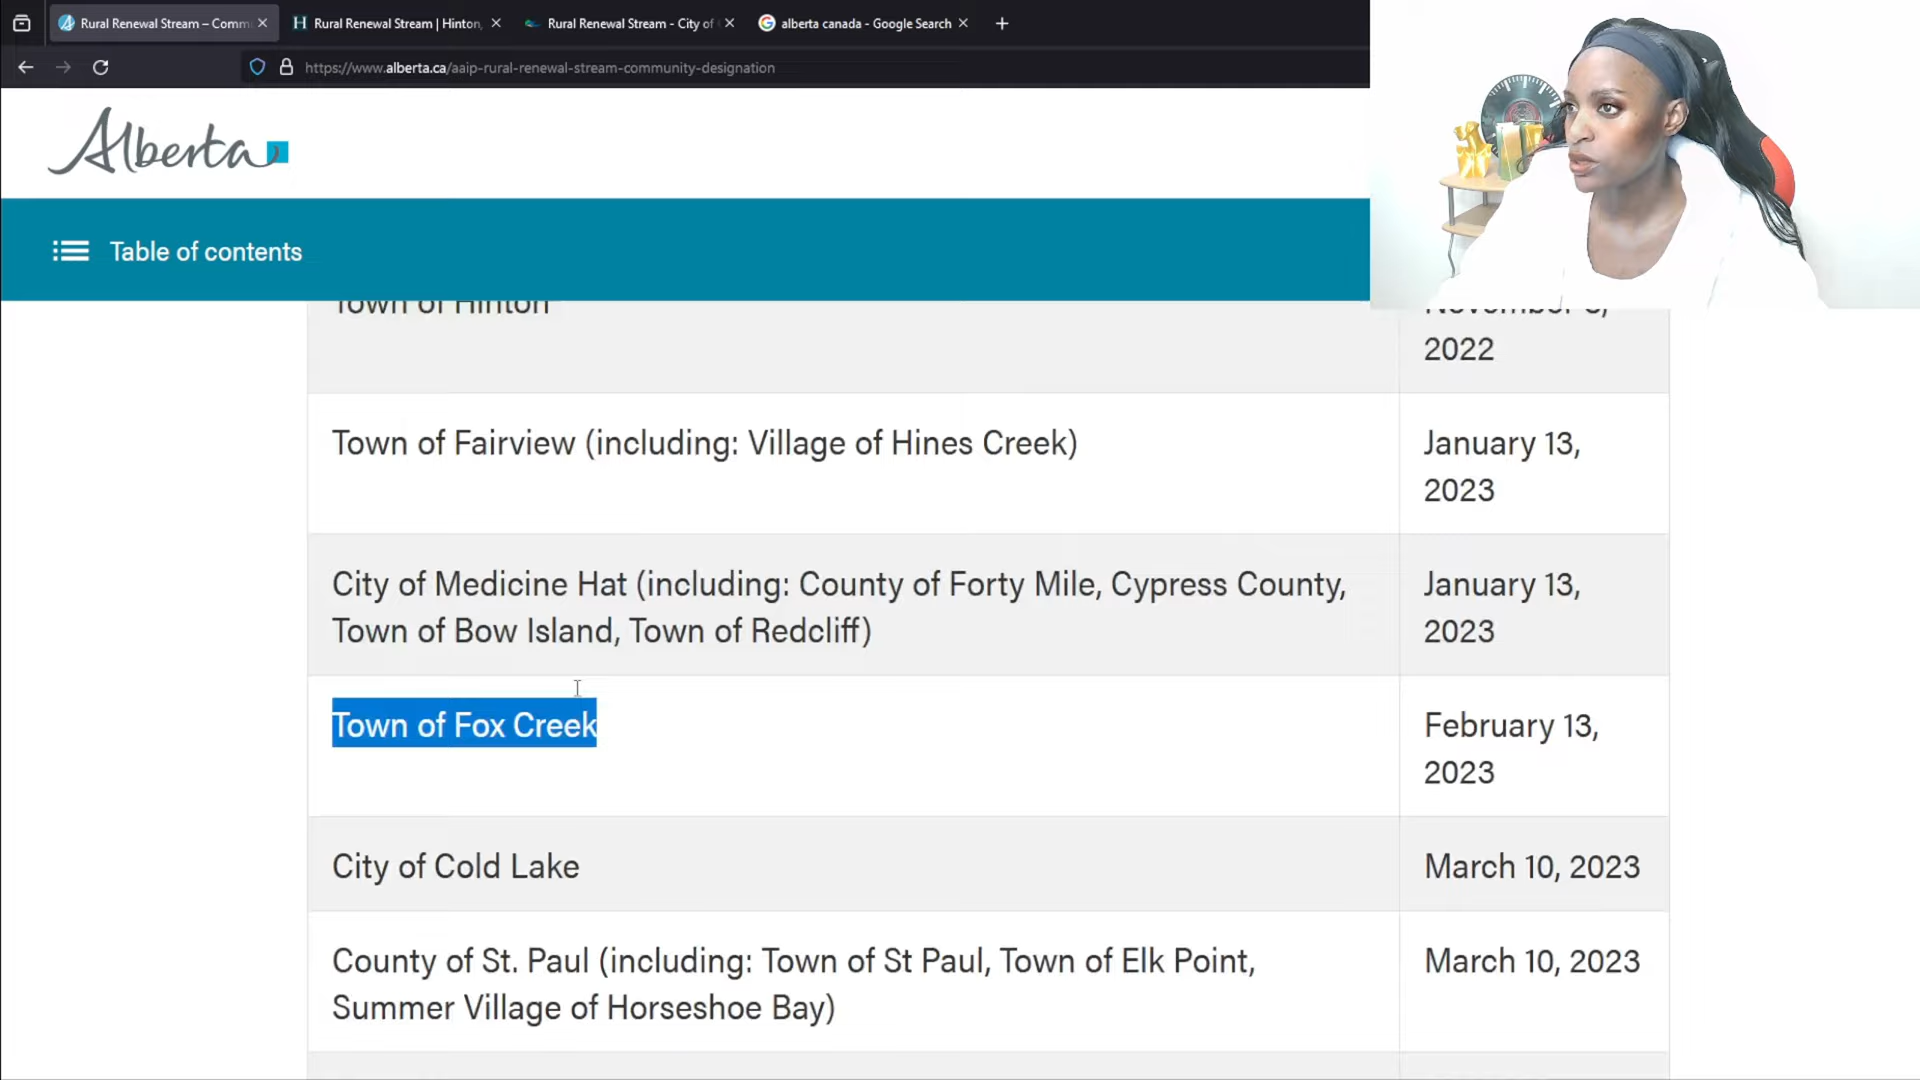 Rural Renewal Stream – Comm
Rural Renewal Stream | Hinton,
Rural Renewal Stream - City of
alberta canada - Google Search
https://www.alberta.ca/aaip-rural-renewal-stream-community-designation
Alberta
Table of contents
Town of Hinton
November
2022
Town of Fairview (including: Village of Hines Creek)
January 13,
2023
City of Medicine Hat (including: County of Forty Mile, Cypress County,
Town of Bow Island, Town of Redcliff)
January 13,
2023
Town of Fox Creek
February 13,
2023
City of Cold Lake
March 10, 2023
County of St. Paul (including: Town of St Paul, Town of Elk Point,
Summer Village of Horseshoe Bay)
March 10, 2023